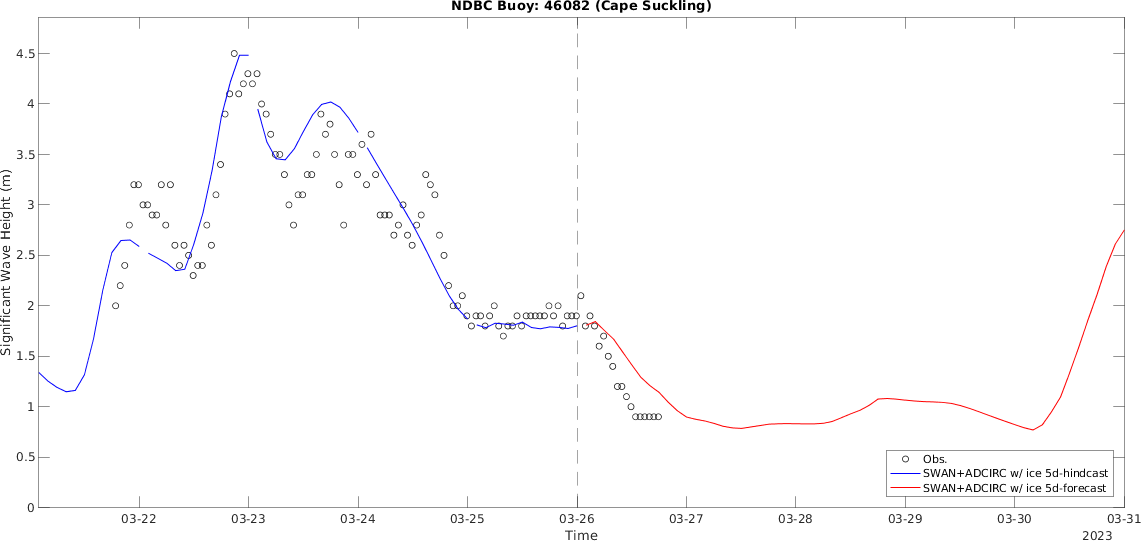 NDBC Buoy: 46082 (Cape Suckling)
Significant Wave Height (m)
4.5
4
3.5
3
2.5
2
1.5
1
0.5
0
Obs.
SWAN+ADCIRC w/ ice 5d-hindcast
SWAN+ADCIRC w/ ice 5d-forecast
03-22 03-23 03-24 03-25 03-26 03-27 03-28 03-29 03-30 03-31
Time
2023